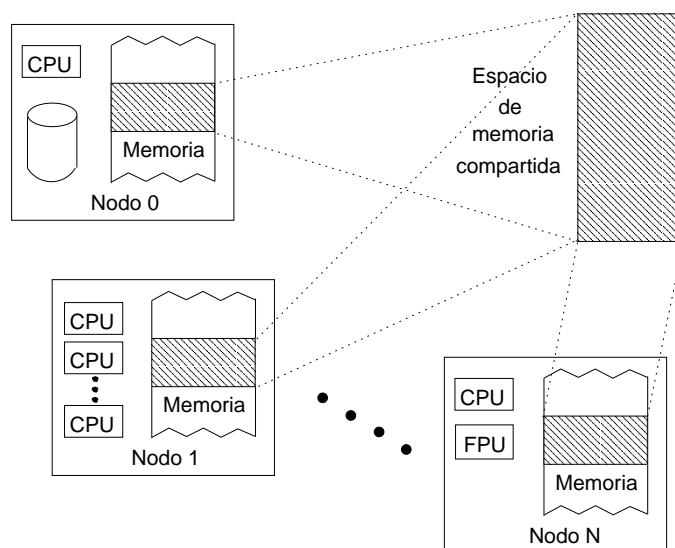 CPU
Memoria
Nodo 0
Espacio
de
memoria
compartida
CPU
CPU
CPU
Memoria
Nodo 1
CPU
FPU
Memoria
Nodo N